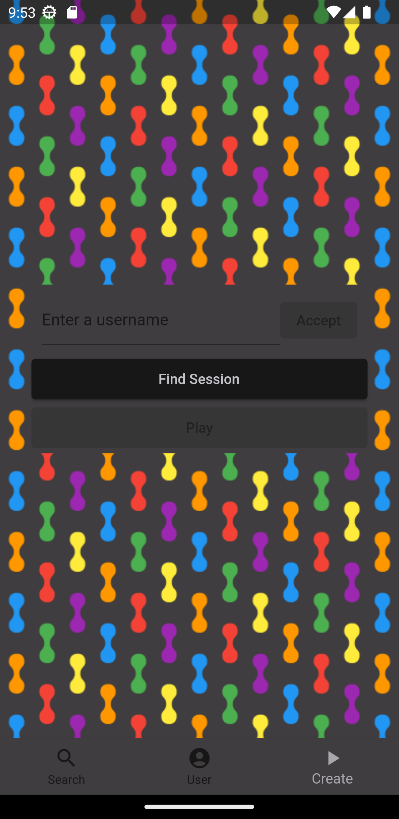 9:53
Enter a username
Accept
Find Session
Play
Search
User
Create